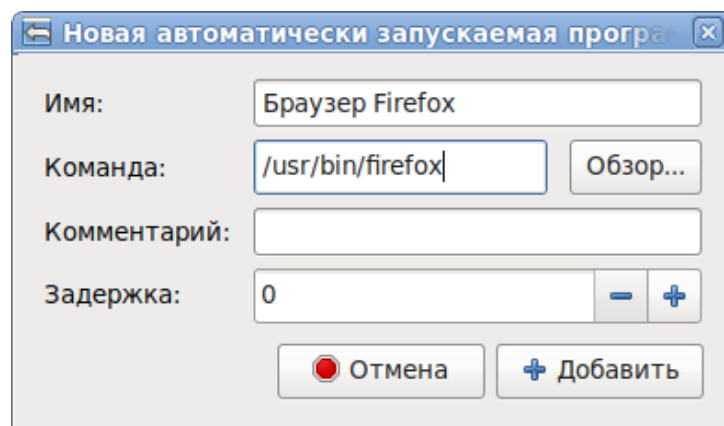 Новая автоматически запускаемая програ
Имя: Браузер Firefox
Команда: /usr/bin/firefox Обзор...
Комментарий:
Задержка: 0
Отмена Добавить